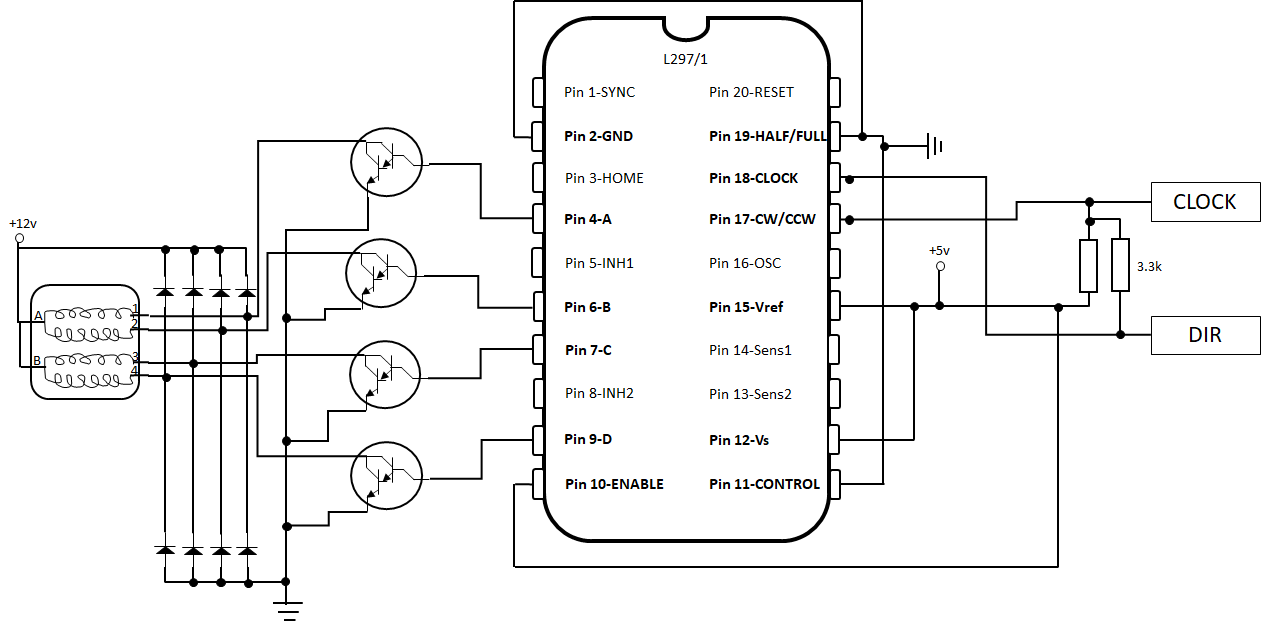 L297/1
Pin 1-SYNC
Pin 20-RESET
Pin 2-GND
Pin 19-HALF/FULL
Pin 3-HOME
Pin 18-CLOCK
CLOCK
Pin 4-A
Pin 17-CW/CCW
+12v
+5v
Pin 5-INH1
Pin 16-OSC
3.3k
Pin 6-B
Pin 15-Vref
A
1
2
DIR
Pin 7-C
Pin 14-Sens1
B
3
4
Pin 8-INH2
Pin 13-Sens2
Pin 9-D
Pin 12-Vs
Pin 10-ENABLE
Pin 11-CONTROL